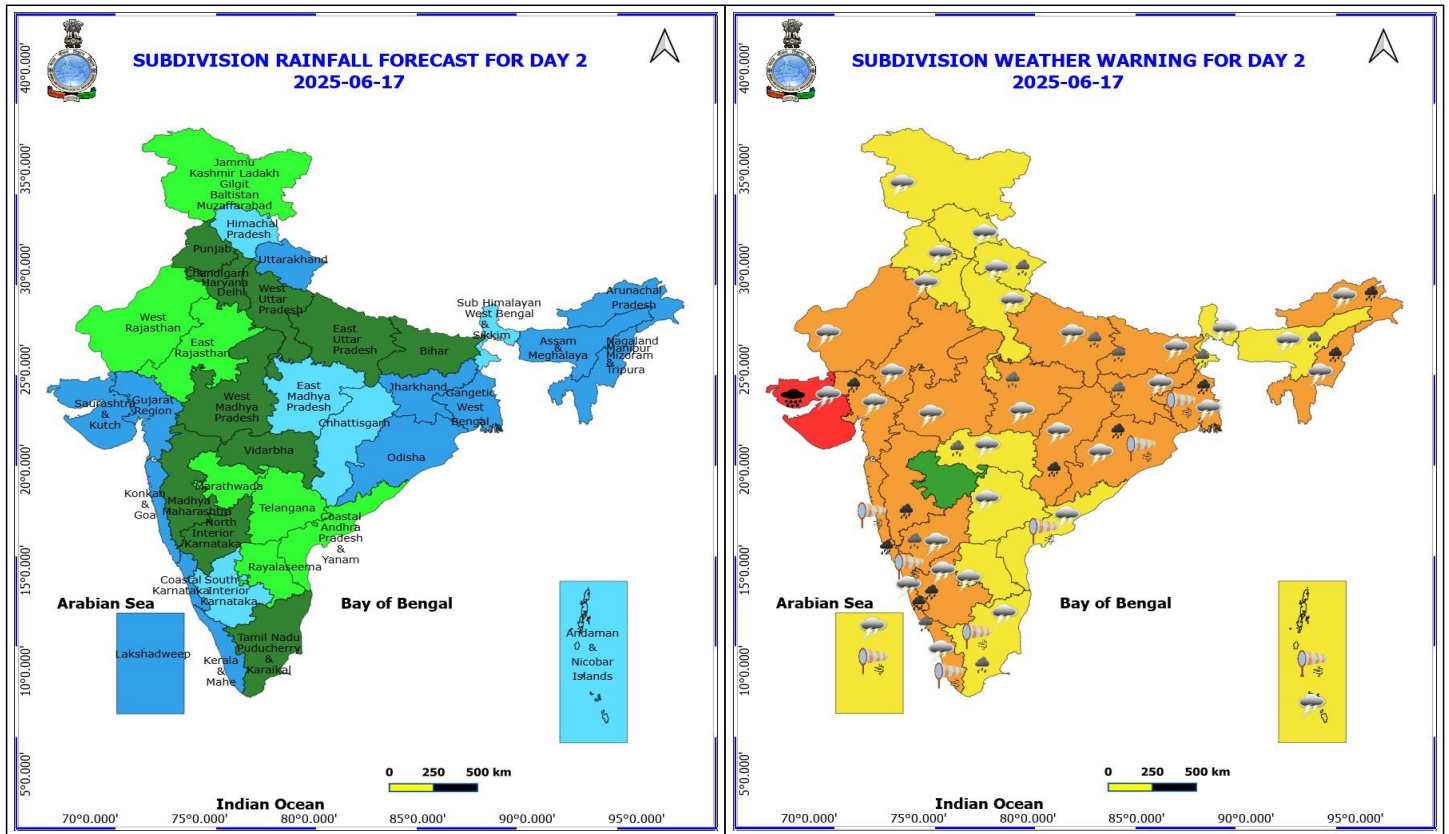 SUBDIVISION RAINFALL FORECAST FOR DAY 2
2025-06-17
40°0.000'
35°0.000'
30°0.000'
25°0.000'
20°0.000'
15°0.000'
10°0.000'
5°0.000'
Jammu
Kashmir Ladakh
Gilgit
Baltistan
Muzaffarabad
Himachal
Pradesh
Punjab
Uttarakhand
Chandigarh
Haryana
Delhi
West
Uttar
Pradesh
West
Rajasthan
East
Rajasthan
East
Uttar
Pradesh
Bihar
Sub Himalayan
West Bengal
&
Sikkim
Arunachal
Pradesh
Assam
&
Meghalaya
Nagaland
Manipur
Mizoram
&
Tripura
Saurashtra
&
Kutch
Gujarat
Region
West
Madhya
Pradesh
East
Madhya
Pradesh
Jharkhand
Gangetic
West
Bengal
Chhattisgarh
Odisha
Vidarbha
Konkan
&
Goa
Madhya
Maharashtra
Marathwada
Telangana
North
Interior
Karnataka
Coastal
Andhra
Pradesh
&
Yanam
Rayalaseema
Coastal
Karnataka
South
Interior
Karnataka
Arabian Sea
Bay of Bengal
Lakshadweep
Kerala
&
Mahe
Tamil Nadu
Puducherry
&
Karaikal
Andaman
&
Nicobar
Islands
0 250 500 km
Indian Ocean
70°0.000' 75°0.000' 80°0.000' 85°0.000' 90°0.000' 95°0.000'
SUBDIVISION WEATHER WARNING FOR DAY 2
2025-06-17
40°0.000'
35°0.000'
30°0.000'
25°0.000'
20°0.000'
15°0.000'
10°0.000'
5°0.000'
Arabian Sea
Bay of Bengal
0 250 500 km
Indian Ocean
70°0.000' 75°0.000' 80°0.000' 85°0.000' 90°0.000' 95°0.000'